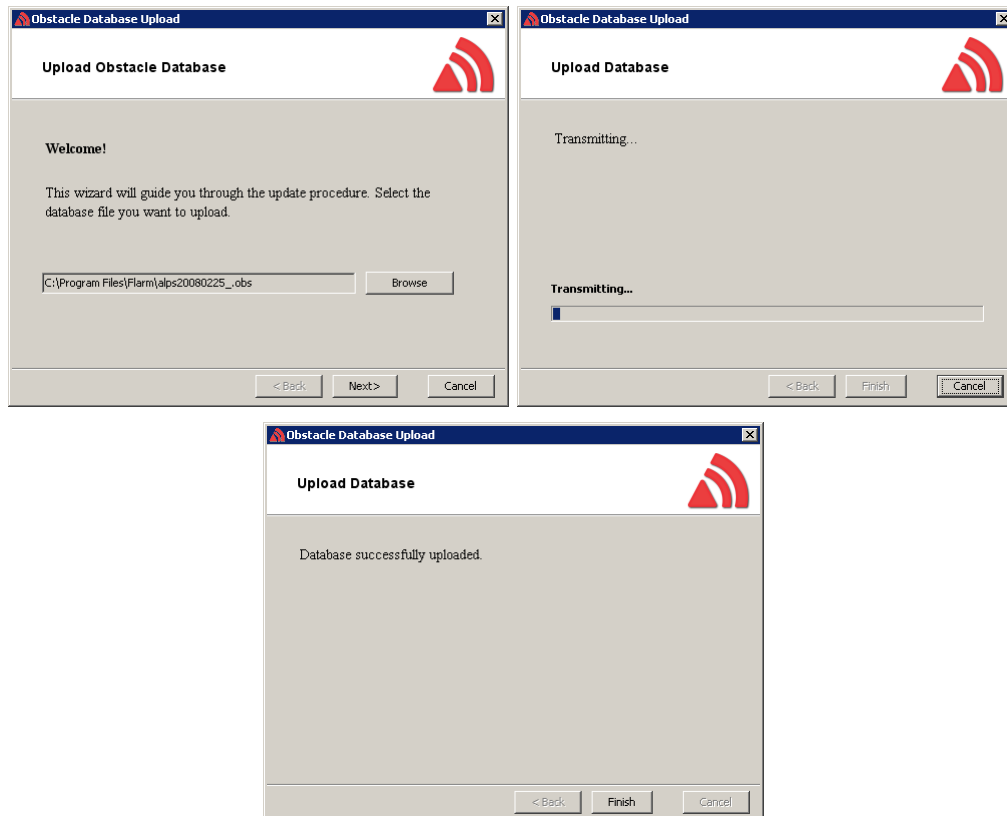 Obstacle Database Upload
Upload Obstacle Database
Welcome!
This wizard will guide you through the update procedure. Select the
database file you want to upload.
C:\Program Files\Flarm\alps20080225_.obs
Browse
< Back
Next>
Cancel
Obstacle Database Upload
Upload Database
Transmitting...
Transmitting...
< Back
Finish
Cancel
Obstacle Database Upload
Upload Database
Database successfully uploaded.
< Back
Finish
Cancel